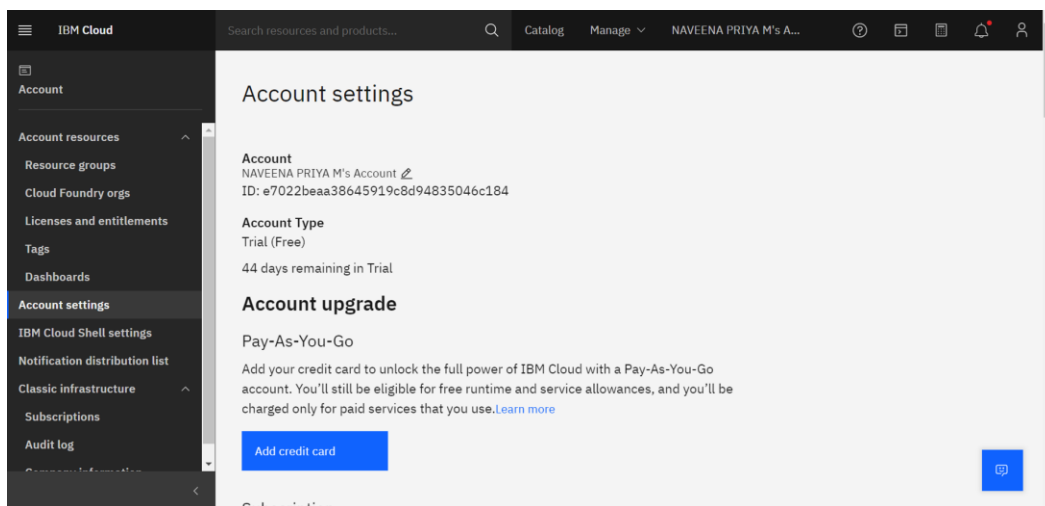 IBM Cloud
Search resources and products...
Catalog
Manage
NAVEENA PRIYA M's A...
Account
Account resources
Resource groups
Cloud Foundry orgs
Licenses and entitlements
Tags
Dashboards
Account settings
IBM Cloud Shell settings
Notification distribution list
Classic infrastructure
Subscriptions
Audit log
Company information
Account settings
Account
NAVEENA PRIYA M's Account
ID: e7022beaa38645919c8d94835046c184
Account Type
Trial (Free)
44 days remaining in Trial
Account upgrade
Pay-As-You-Go
Add your credit card to unlock the full power of IBM Cloud with a Pay-As-You-Go
account. You'll still be eligible for free runtime and service allowances, and you'll be
charged only for paid services that you use.Learn more
Add credit card